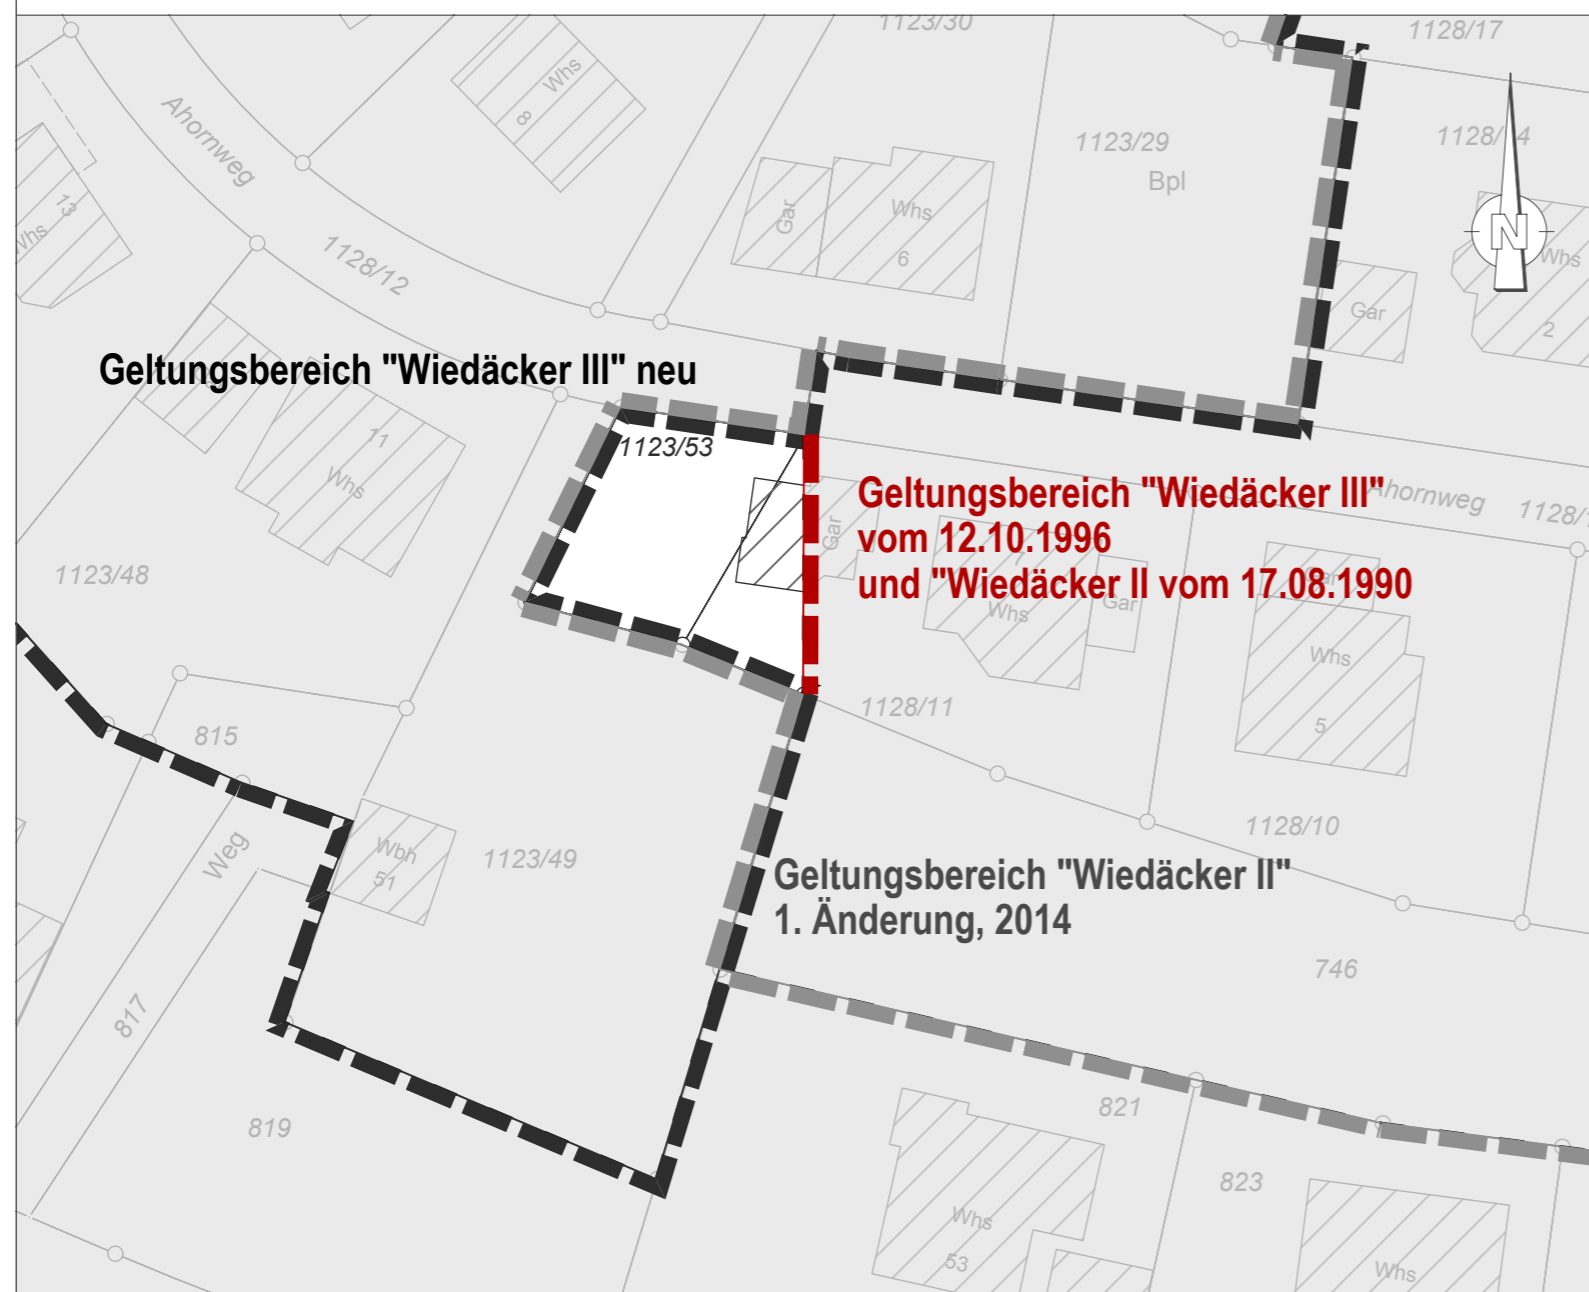 1123/30
1128/17
Whs
8
Ahornweg
1123/29
1128/14
Bpl
13
Whs
Gar
Whs
6
N
Whs
1128/12
Gar
2
Geltungsbereich "Wiedäcker III" neu
11
Whs
1123/53
Geltungsbereich "Wiedäcker III"
vom 12.10.1996
und "Wiedäcker II vom 17.08.1990
Ahornweg
1128/1
Gar
7
Whs
Gar
Gar
1123/48
Whs
5
1128/11
815
1128/10
Weg
Wbh
51
1123/49
Geltungsbereich "Wiedäcker II"
1. Änderung, 2014
746
817
819
821
823
Whs
53
Whs